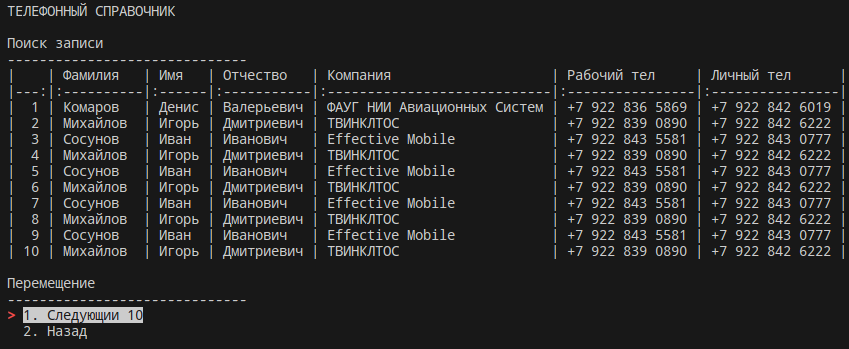 ТЕЛЕФОННЫЙ СПРАВОЧНИК
Поиск записи
------------------------------
|    | Фамилия  | Имя   | Отчество   | Компания                   | Рабочий тел     | Личный тел      |
|---:|:----------|:------|:-----------|:----------------------------|:----------------|:----------------|
|  1 | Комаров  | Денис | Валерьевич | ФАУГ НИИ Авиационных Систем | +7 922 836 5869 | +7 922 842 6019 |
|  2 | Михайлов | Игорь | Дмитриевич | ТВИНКЛТОС | +7 922 839 0890 | +7 922 842 6222 |
|  3 | Сосунов | Иван | Иванович | Effective Mobile | +7 922 843 5581 | +7 922 843 0777 |
|  4 | Михайлов | Игорь | Дмитриевич | ТВИНКЛТОС | +7 922 839 0890 | +7 922 842 6222 |
|  5 | Сосунов | Иван | Иванович | Effective Mobile | +7 922 843 5581 | +7 922 843 0777 |
|  6 | Михайлов | Игорь | Дмитриевич | ТВИНКЛТОС | +7 922 839 0890 | +7 922 842 6222 |
|  7 | Сосунов | Иван | Иванович | Effective Mobile | +7 922 843 5581 | +7 922 843 0777 |
|  8 | Михайлов | Игорь | Дмитриевич | ТВИНКЛТОС | +7 922 839 0890 | +7 922 842 6222 |
|  9 | Сосунов | Иван | Иванович | Effective Mobile | +7 922 843 5581 | +7 922 843 0777 |
| 10 | Михайлов | Игорь | Дмитриевич | ТВИНКЛТОС | +7 922 839 0890 | +7 922 842 6222 |
Перемещение
------------------------------
> 1. Следующии 10
2. Назад